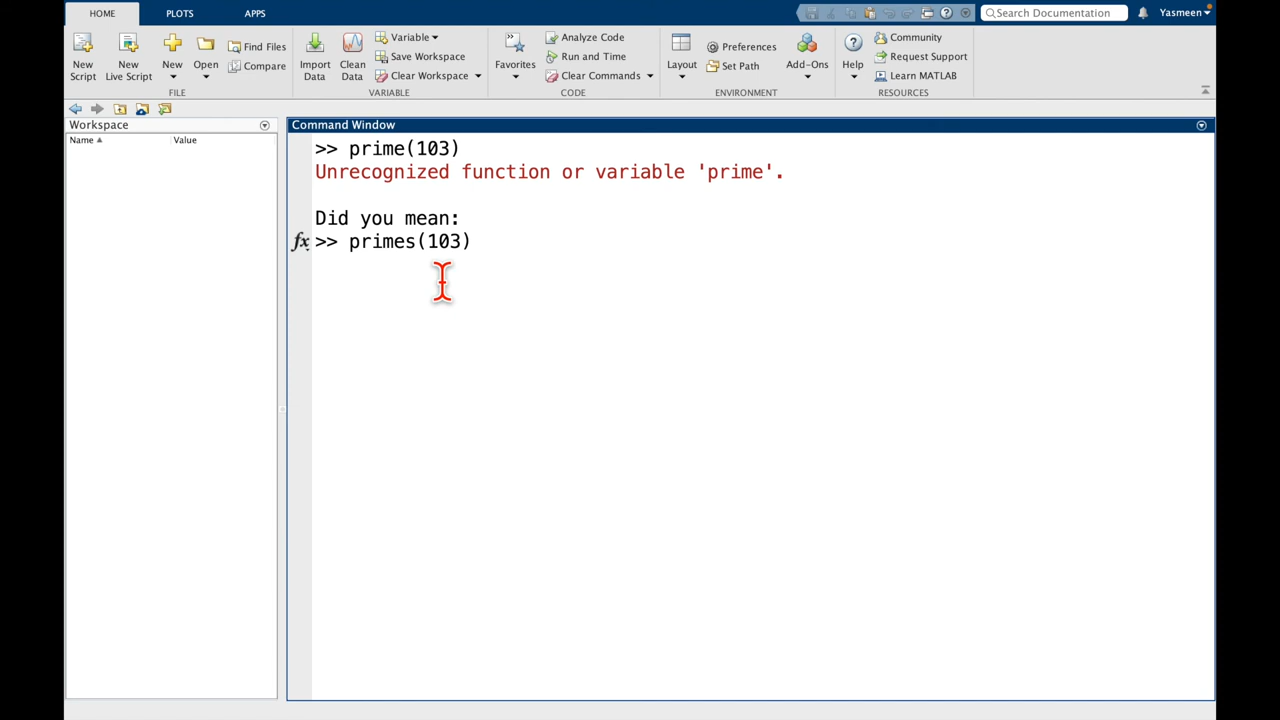 HOME PLOTS APPS
Search Documentation
Yasmeen
New Script
New Live Script
New
Open
Find Files
Compare
FILE
Import Data
Clean Data
Variable
Save Workspace
Clear Workspace
VARIABLE
Favorites
Analyze Code
Run and Time
Clear Commands
CODE
Layout
Preferences
Set Path
Add-Ons
ENVIRONMENT
Help
Community
Request Support
Learn MATLAB
RESOURCES
Workspace
Name Value
Command Window
>> prime(103)
Unrecognized function or variable 'prime'.
Did you mean:
fx >> primes(103)